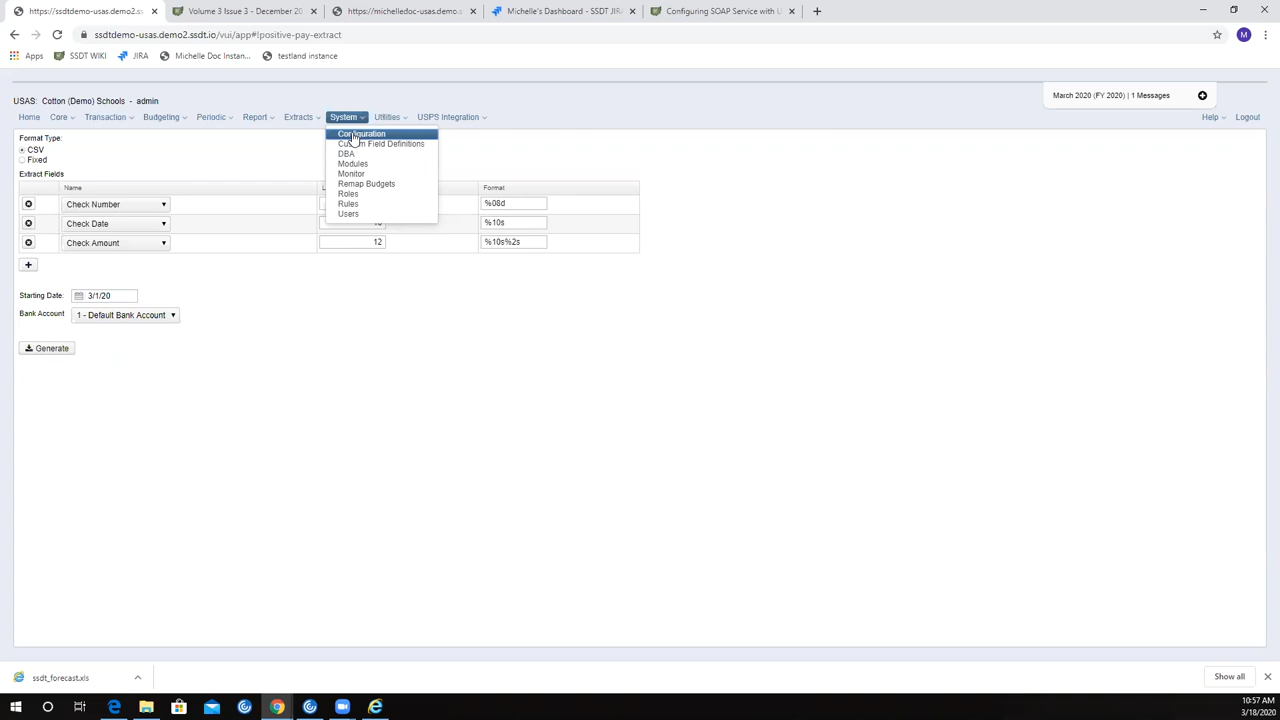 https://ssdtdemo-usas.demo2.ss
Volume 3 Issue 3 – December 20
https://michelledoc-usas.demo.s
Michelle's Dashboard - SSDT JIRA
Configuring SOAP Service with U
ssdtdemo-usas.demo2.ssdt.io/vui/app#!positive-pay-extract
M
Apps
SSDT WIKI
JIRA
Michelle Doc Instan...
testland instance
USAS: Cotton (Demo) Schools - admin
March 2020 (FY 2020) | 1 Messages
Home Core Transaction Budgeting Periodic Report Extracts System Utilities USPS Integration Help Logout
Configuration
Custom Field Definitions
DBA
Modules
Monitor
Remap Budgets
Roles
Rules
Users
Format Type:
CSV
Fixed
Extract Fields
Name Format
Check Number %08d
Check Date %10s
Check Amount 12 %10s%2s
Starting Date: 3/1/20
Bank Account 1 - Default Bank Account
Generate
ssdt_forecast.xls
Show all
10:57 AM
3/18/2020